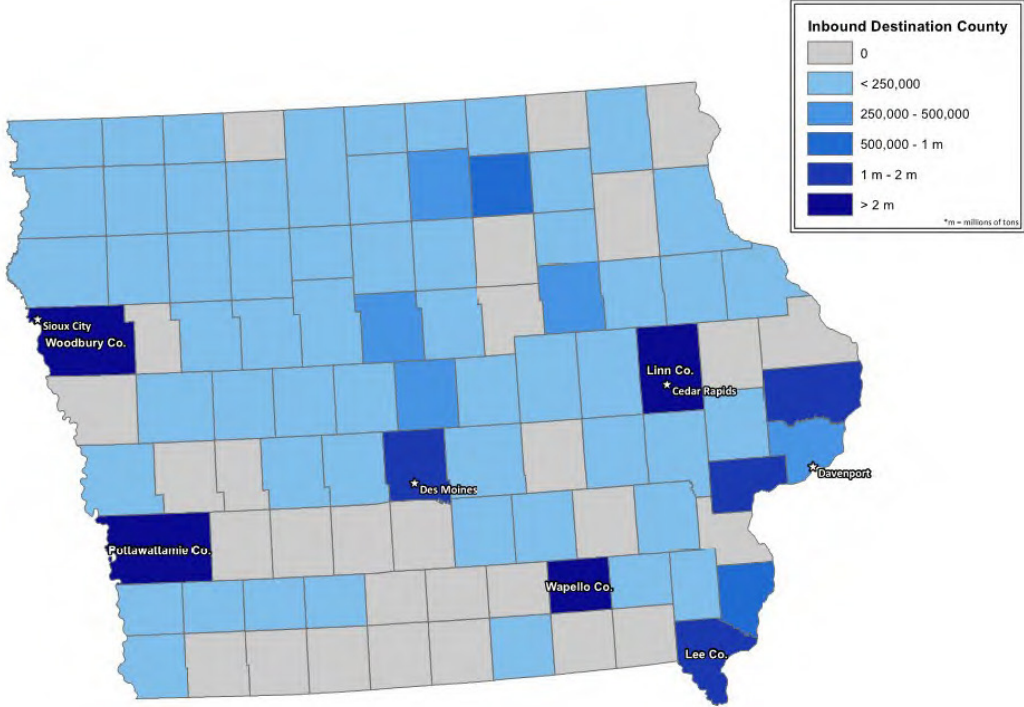 Inbound Destination County
0
< 250,000
250,000 - 500,000
500,000 - 1 m
1 m - 2 m
> 2 m
*m = millions of tons
Sioux City
Woodbury Co.
Linn Co.
Cedar Rapids
Davenport
Des Moines
Pottawattamie Co.
Wapello Co.
Lee Co.